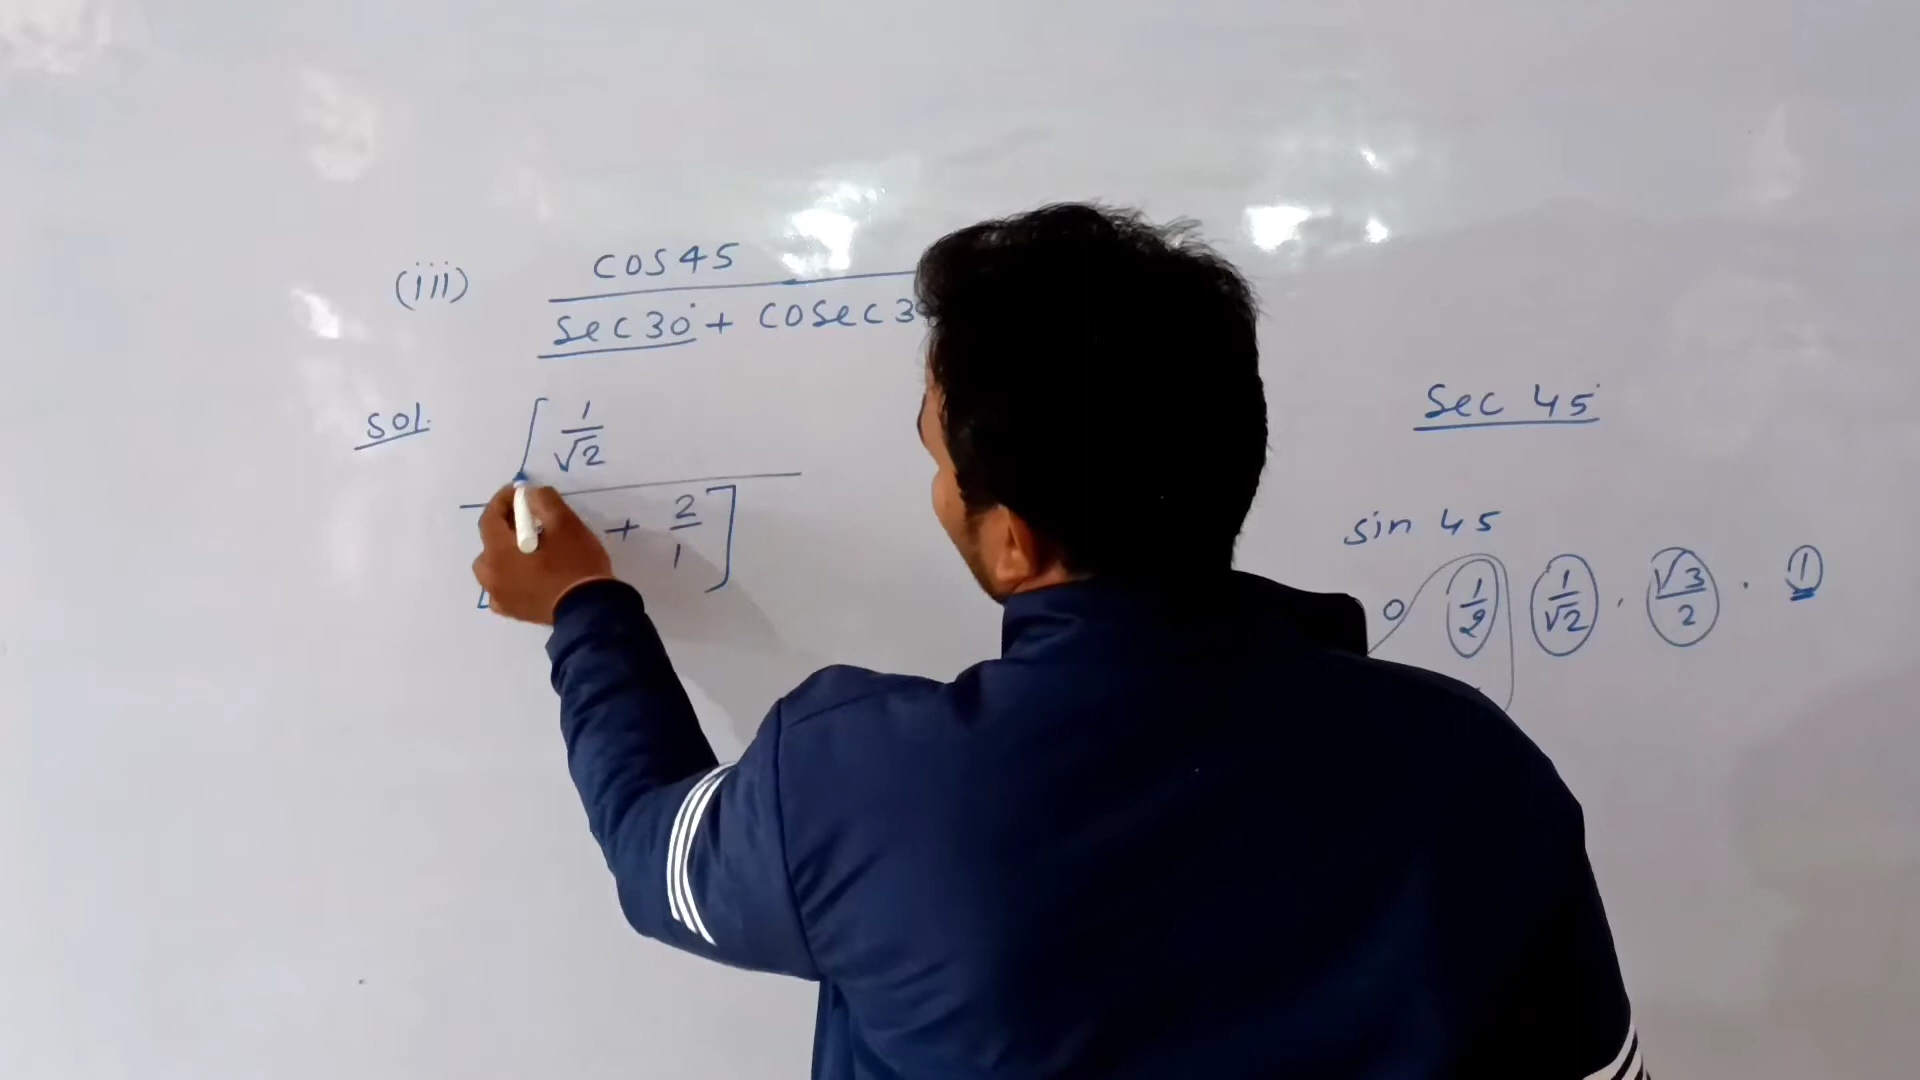 (iii) cos45
sec30° + cosec3
sol. [ 1/√2
+ 2/1 ]
Sec 45
sin 45
0 1/2 1/√2 . √3/2 . 1